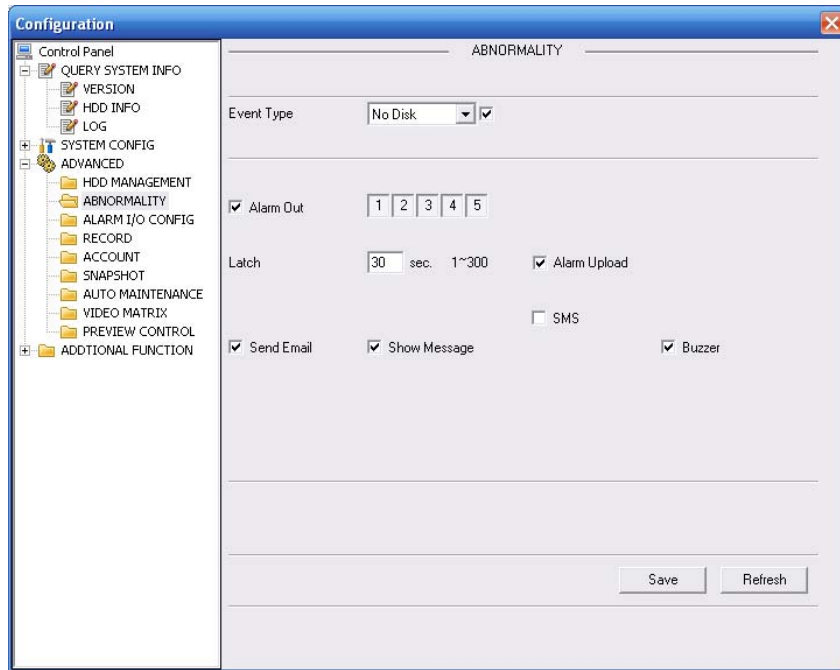 Configuration
Control Panel
QUERY SYSTEM INFO
VERSION
HDD INFO
LOG
SYSTEM CONFIG
ADVANCED
HDD MANAGEMENT
ABNORMALITY
ALARM I/O CONFIG
RECORD
ACCOUNT
SNAPSHOT
AUTO MAINTENANCE
VIDEO MATRIX
PREVIEW CONTROL
ADDTIONAL FUNCTION
ABNORMALITY
Event Type No Disk
Alarm Out 1 2 3 4 5
Latch 30 sec. 1~300 Alarm Upload
SMS
Send Email Show Message Buzzer
Save Refresh